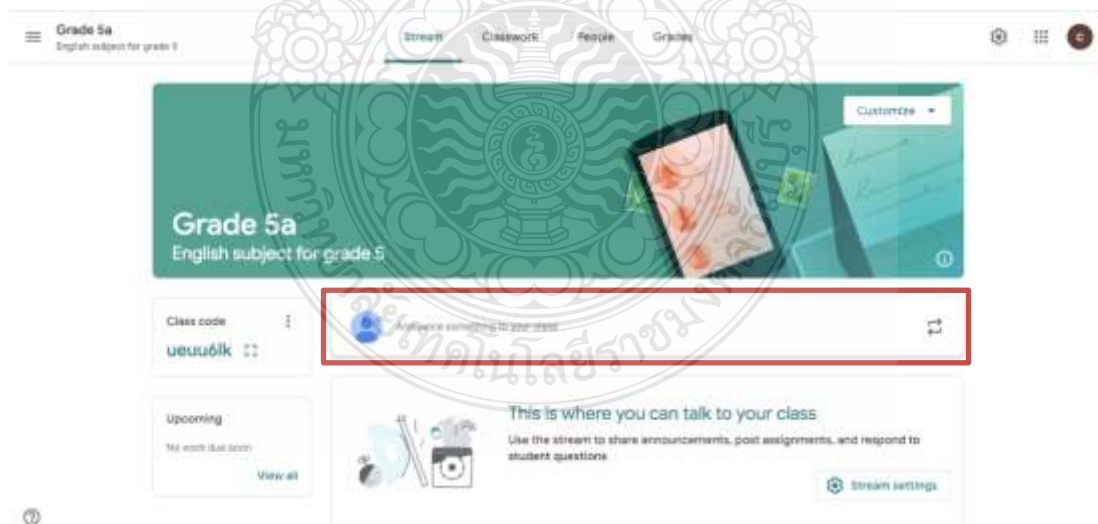 Grade 5a
English subject for grade 5
Stream Classwork People Grades
Customize
Grade 5a
English subject for grade 5
Class code
Announce something to your class
ueuu6lk
This is where you can talk to your class
Use the stream to share announcements, post assignments, and respond to
student questions
Upcoming
No work due soon
View all
Stream settings